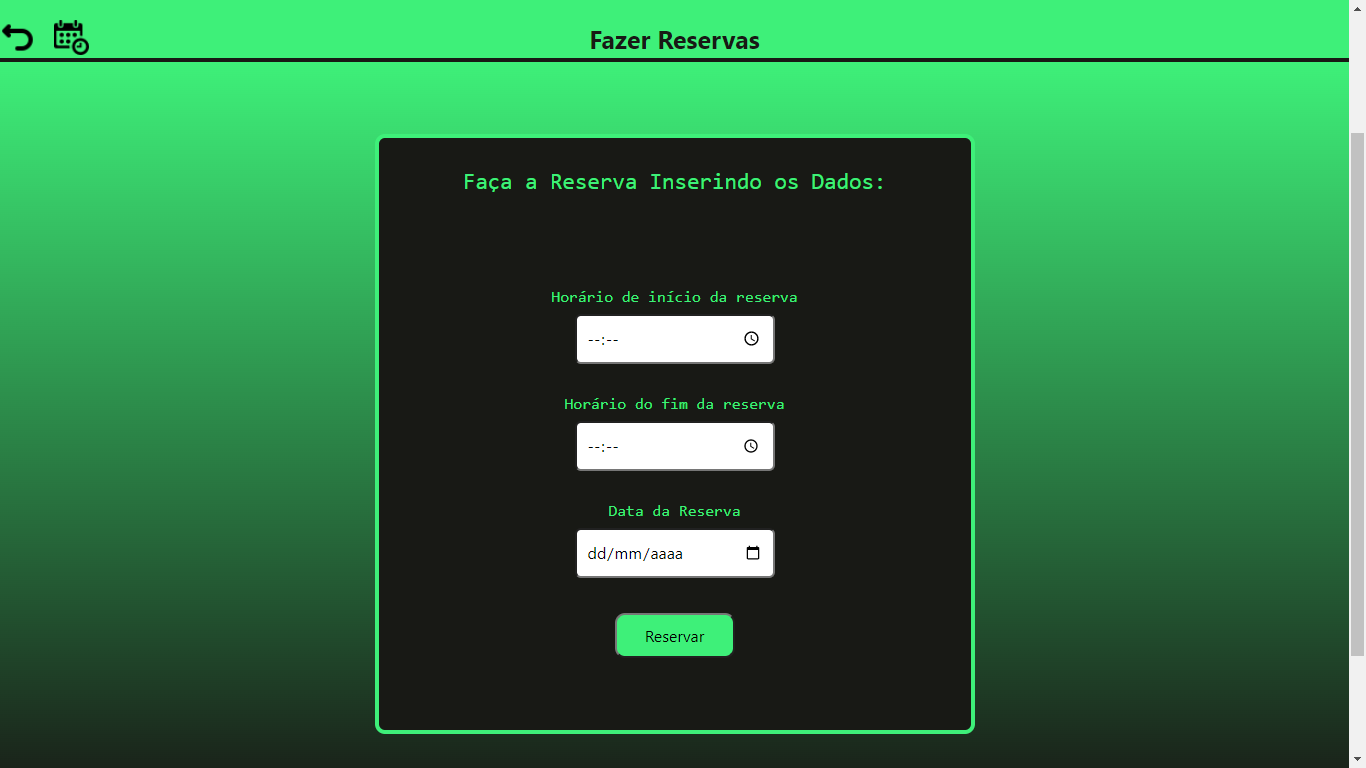 Fazer Reservas
Faça a Reserva Inserindo os Dados:
Horário de início da reserva
--:--
Horário do fim da reserva
--:--
Data da Reserva
dd/mm/aaaa
Reservar